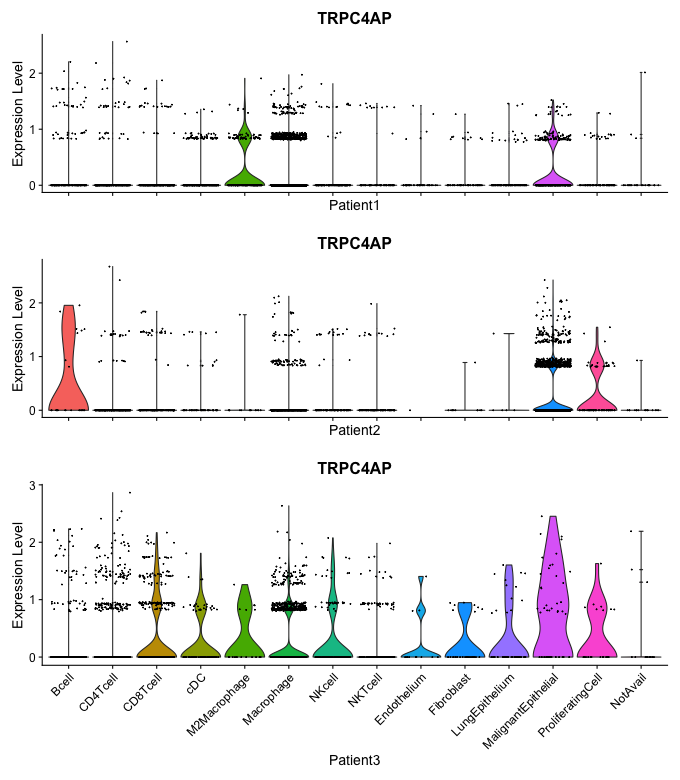 TRPC4AP
Expression Level
2
1
0
Patient1
TRPC4AP
Expression Level
2
1
0
Patient2
TRPC4AP
Expression Level
3
2
1
0
Bcell
CD4Tcell
CD8Tcell
cDC
M2Macrophage
Macrophage
NKcell
NKTcell
Endothelium
Fibroblast
LungEpithelium
MalignantEpithelial
ProliferatingCell
NotAvail
Patient3